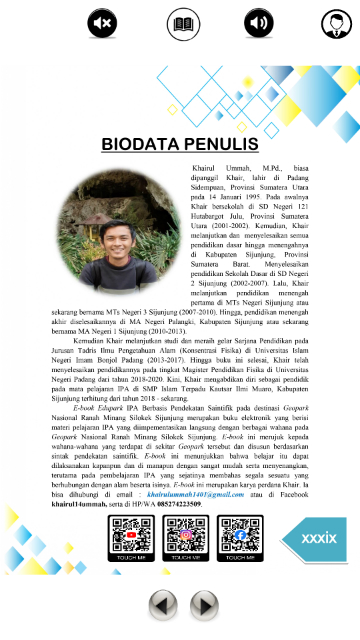 BIODATA PENULIS
Khairul Ummah, M.Pd., biasa
dipanggil Khair, lahir di Padang
Sidempuan, Provinsi Sumatera Utara
pada 14 Januari 1995. Pada awalnya
Khair bersekolah di SD Negeri 121
Hutabargot Julu, Provinsi Sumatera
Utara (2001-2002). Kemudian, Khair
melanjutkan dan menyelesaikan semua
pendidikan dasar hingga menengahnya
di Kabupaten Sijunjung, Provinsi
Sumatera Barat. Menyelesaikan
pendidikan Sekolah Dasar di SD Negeri
2 Sijunjung (2002-2007). Lalu, Khair
melanjutkan pendidikan menengah
pertama di MTs Negeri Sijunjung atau
sekarang bernama MTs Negeri 3 Sijunjung (2007-2010). Hingga, pendidikan menengah
akhir diselesaikannya di MA Negeri Palangki, Kabupaten Sijunjung atau sekarang
bernama MA Negeri 1 Sijunjung (2010-2013).
Kemudian Khair melanjutkan studi dan meraih gelar Sarjana Pendidikan pada
Jurusan Tadris Ilmu Pengetahuan Alam (Konsentrasi Fisika) di Universitas Islam
Negeri Imam Bonjol Padang (2013-2017). Hingga buku ini selesai, Khair telah
menyelesaikan pendidikannya pada tingkat Magister Pendidikan Fisika di Universitas
Negeri Padang dari tahun 2018-2020. Kini, Khair mengabdikan diri sebagai pendidik
pada mata pelajaran IPA di SMP Islam Terpadu Kautsar Ilmi Muaro, Kabupaten
Sijunjung terhitung dari tahun 2018 - sekarang.
E-book Edupark IPA Berbasis Pendekatan Saintifik pada destinasi Geopark
Nasional Ranah Minang Silokek Sijunjung merupakan buku elektronik yang berisi
materi pelajaran IPA yang diimpementasikan langsung dengan berbagai wahana pada
Geopark Nasional Ranah Minang Silokek Sijunjung. E-book ini merujuk kepada
wahana-wahana yang terdapat di sekitar Geopark tersebut dan disusun berdasarkan
sintak pendekatan saintifik. E-book ini menunjukkan bahwa belajar itu dapat
dilaksanakan kapanpun dan di manapun dengan sangat mudah serta menyenangkan,
terutama pada pembelajaran IPA yang sejatinya membahas segala sesuatu yang
berhubungan dengan alam beserta isinya. E-book ini merupakan karya perdana Khair. Ia
bisa dihubungi di email : khairulummah1401@gmail.com atau di Facebook
khairul14ummah, serta di HP/WA 085274223509.
TOUCH ME TOUCH ME TOUCH ME
xxxix